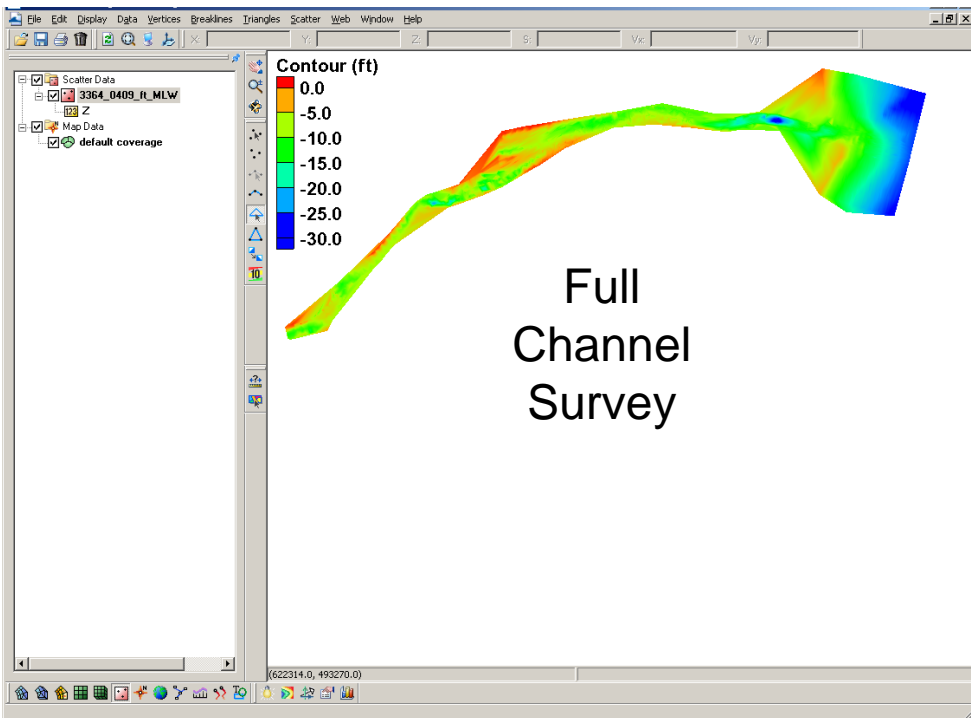 File Edit Display Data Vertices Breaklines Triangles Scatter Web Window Help
X: Y: Z: S: Vx: Vy:
Scatter Data
3364_0409_ft_MLW
123 Z
Map Data
default coverage
10
Contour (ft)
0.0
-5.0
-10.0
-15.0
-20.0
-25.0
-30.0
Full
Channel
Survey
(622314.0, 493270.0)